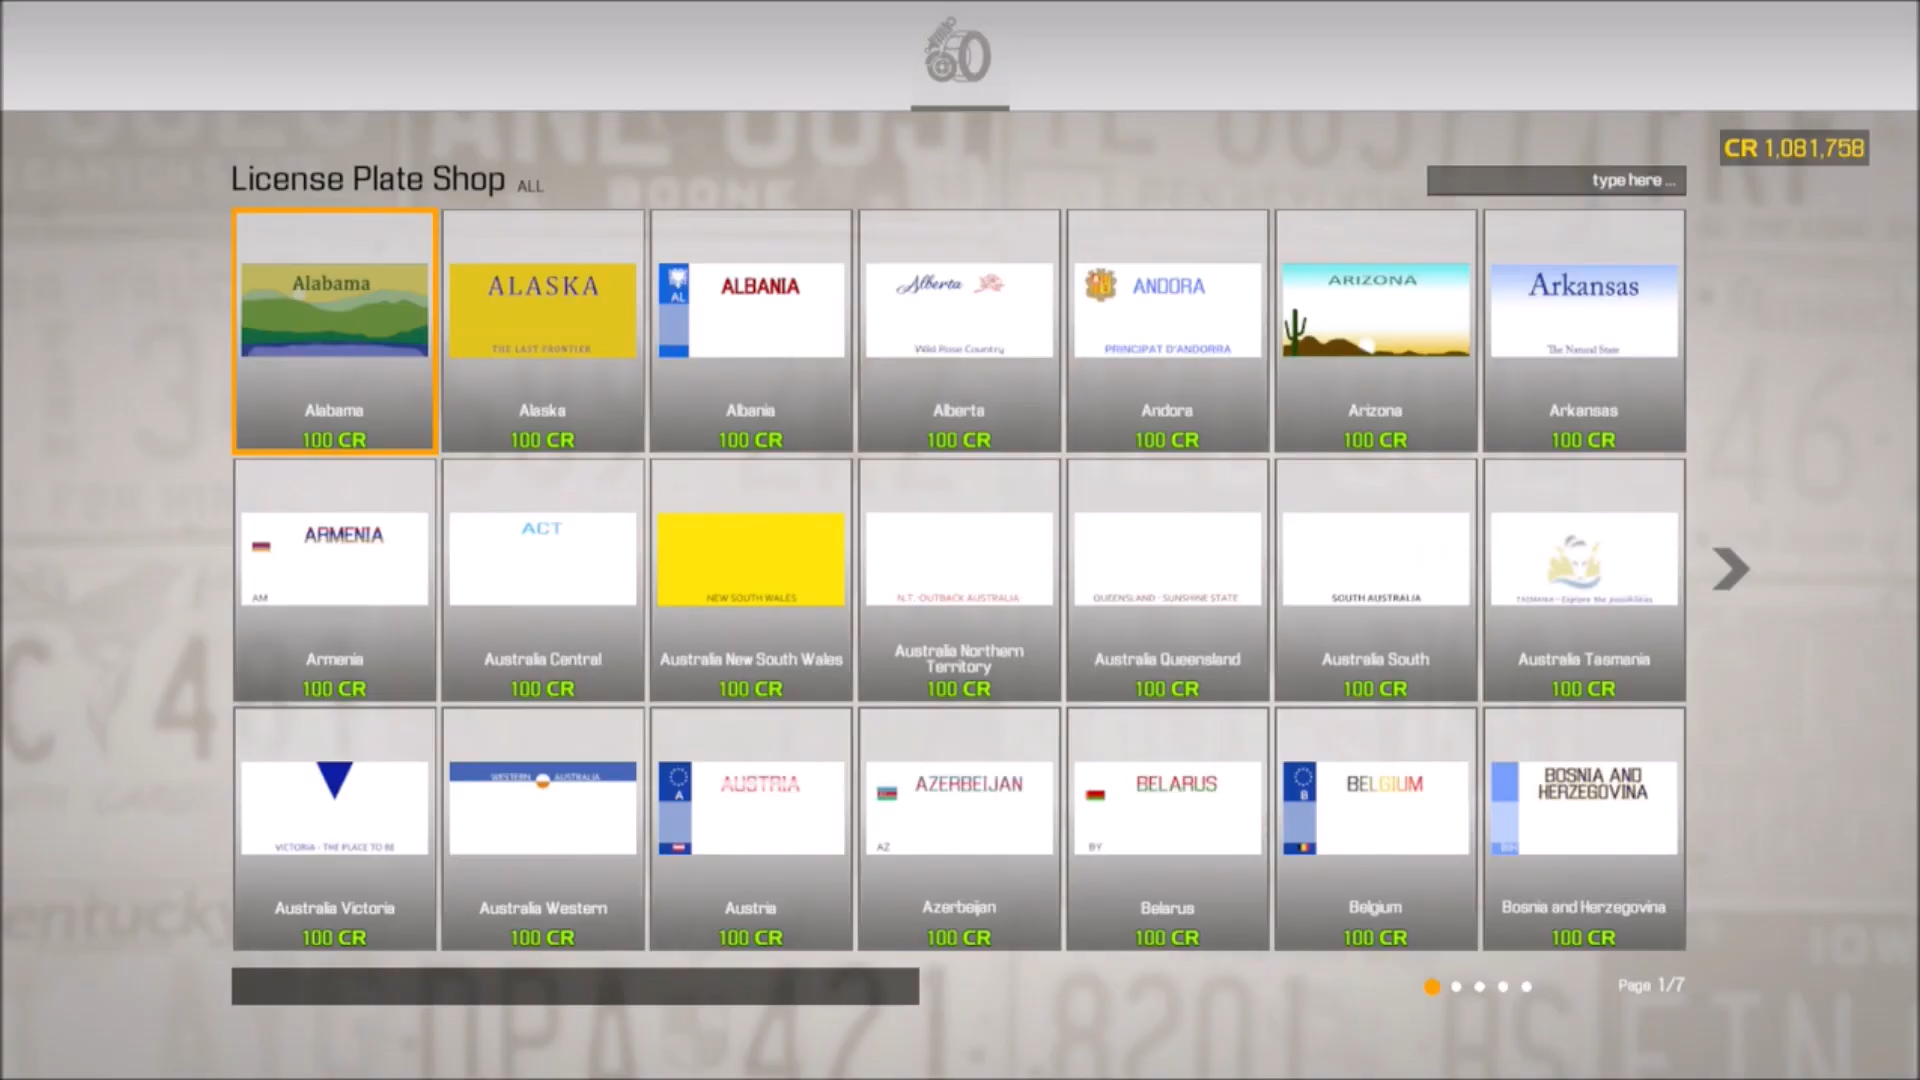 CR 1,081,758
License Plate Shop ALL
type here ...
Alabama
ALASKA
THE LAST FRONTIER
AL
ALBANIA
Alberta
Wild Rose Country
ANDORRA
PRINCIPAT D'ANDORRA
ARIZONA
Arkansas
The Natural State
Alabama
100 CR
Alaska
100 CR
Albania
100 CR
Alberta
100 CR
Andora
100 CR
Arizona
100 CR
Arkansas
100 CR
ARMENIA
AM
ACT
NEW SOUTH WALES
N.T. · OUTBACK AUSTRALIA
QUEENSLAND · SUNSHINE STATE
SOUTH AUSTRALIA
TASMANIA - Explore the possibilities
Armenia
100 CR
Australia Central
100 CR
Australia New South Wales
100 CR
Australia Northern
Territory
100 CR
Australia Queensland
100 CR
Australia South
100 CR
Australia Tasmania
100 CR
VICTORIA - THE PLACE TO BE
WESTERN AUSTRALIA
A
AUSTRIA
AZERBEIJAN
AZ
BELARUS
BY
B
BELGIUM
BOSNIA AND
HERZEGOVINA
BIH
Australia Victoria
100 CR
Australia Western
100 CR
Austria
100 CR
Azerbeijan
100 CR
Belarus
100 CR
Belgium
100 CR
Bosnia and Herzegovina
100 CR
Page 1/7